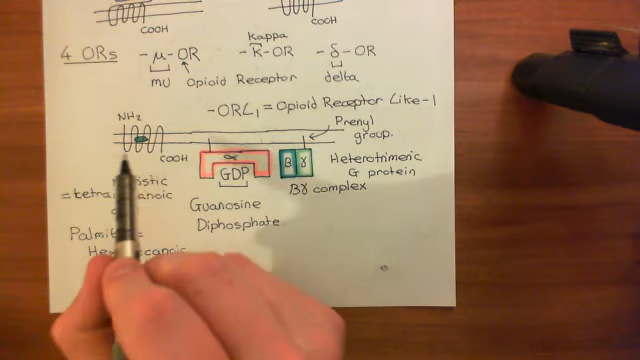 COOH
COOH
4 ORs
-μ-OR
Kappa
-K-OR
-δ-OR
mu
Opioid Receptor
delta
-ORL1 = Opioid Receptor Like-1
NH2
Prenyl group.
COOH
α
GDP
β γ
Heterotrimeric G protein
βγ complex
Guanosine Diphosphate